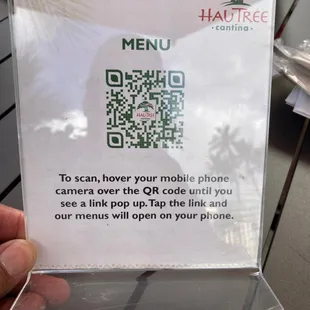 HAUTREE
• cantina •
MENU
HAUTREE
To scan, hover your mobile phone
camera over the QR code until you
see a link pop up. Tap the link and
our menus will open on your phone.